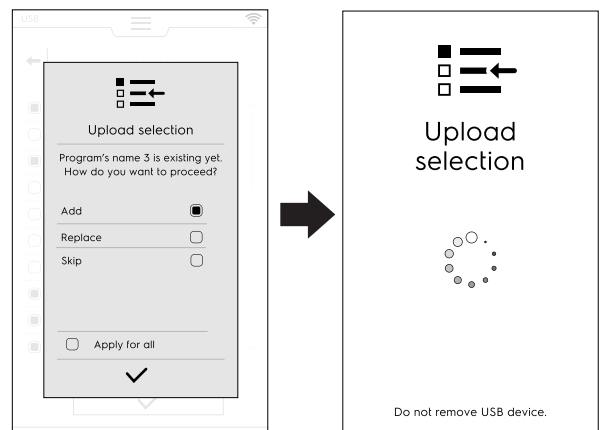 USB
Upload selection
Program's name 3 is existing yet.
How do you want to proceed?
Add
Replace
Skip
Apply for all
Upload
selection
Do not remove USB device.